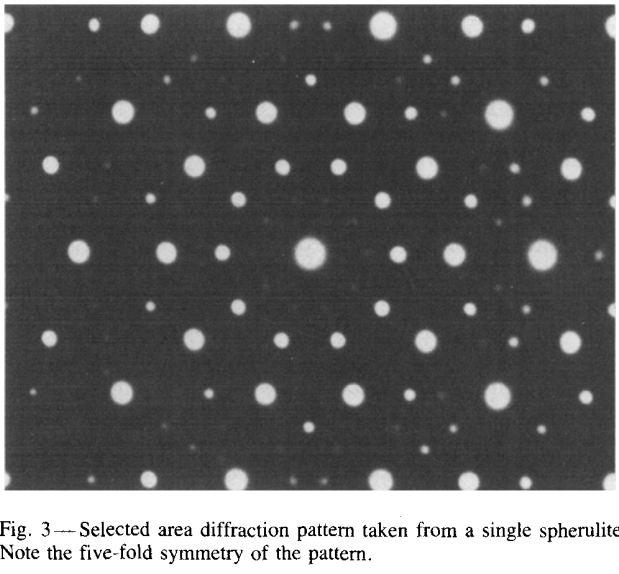 Fig. 3—Selected area diffraction pattern taken from a single spherulite
Note the five-fold symmetry of the pattern.